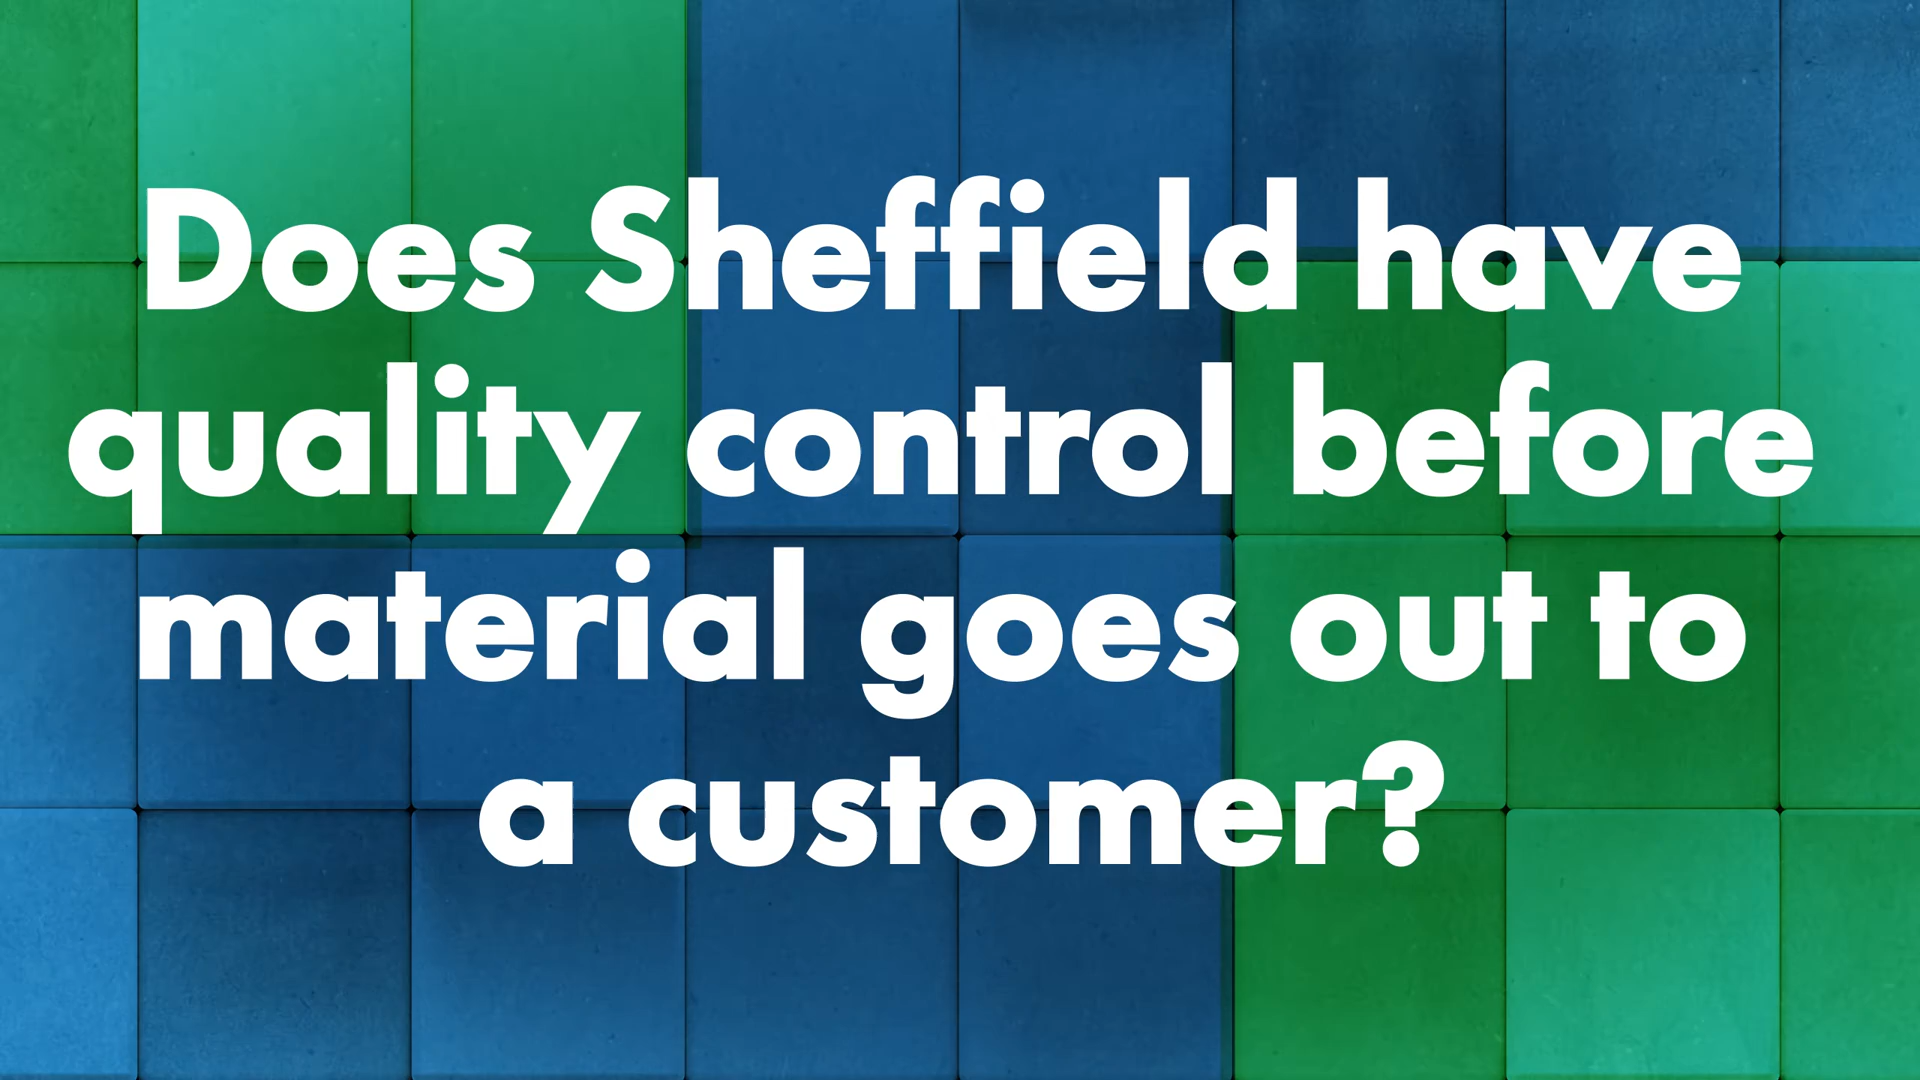 Does Sheffield have
quality control before
material goes out to
a customer?